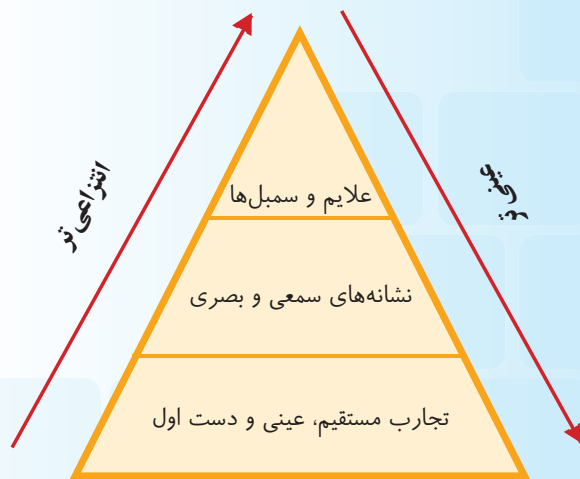 علایم و سمبل‌ها
نشانه‌های سمعی و بصری
تجارب مستقیم، عینی و دست اول
عینی تر
انتزاعی تر